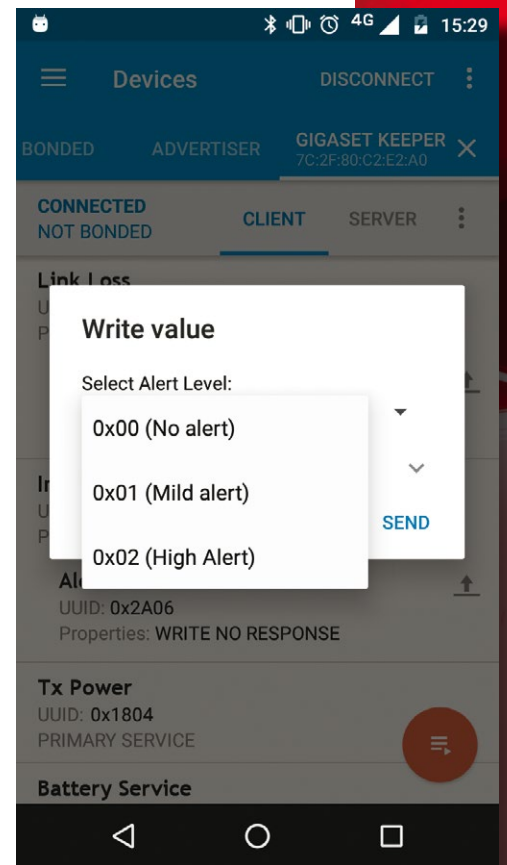 4G 15:29
Devices DISCONNECT
BONDED ADVERTISER GIGASET KEEPER
7C:2F:80:C2:E2:A0
CONNECTED CLIENT SERVER
NOT BONDED
Link Loss
U
P
Write value
Select Alert Level:
0x00 (No alert)
0x01 (Mild alert)
SEND
0x02 (High Alert)
UUID: 0x2A06
Properties: WRITE NO RESPONSE
Tx Power
UUID: 0x1804
PRIMARY SERVICE
Battery Service